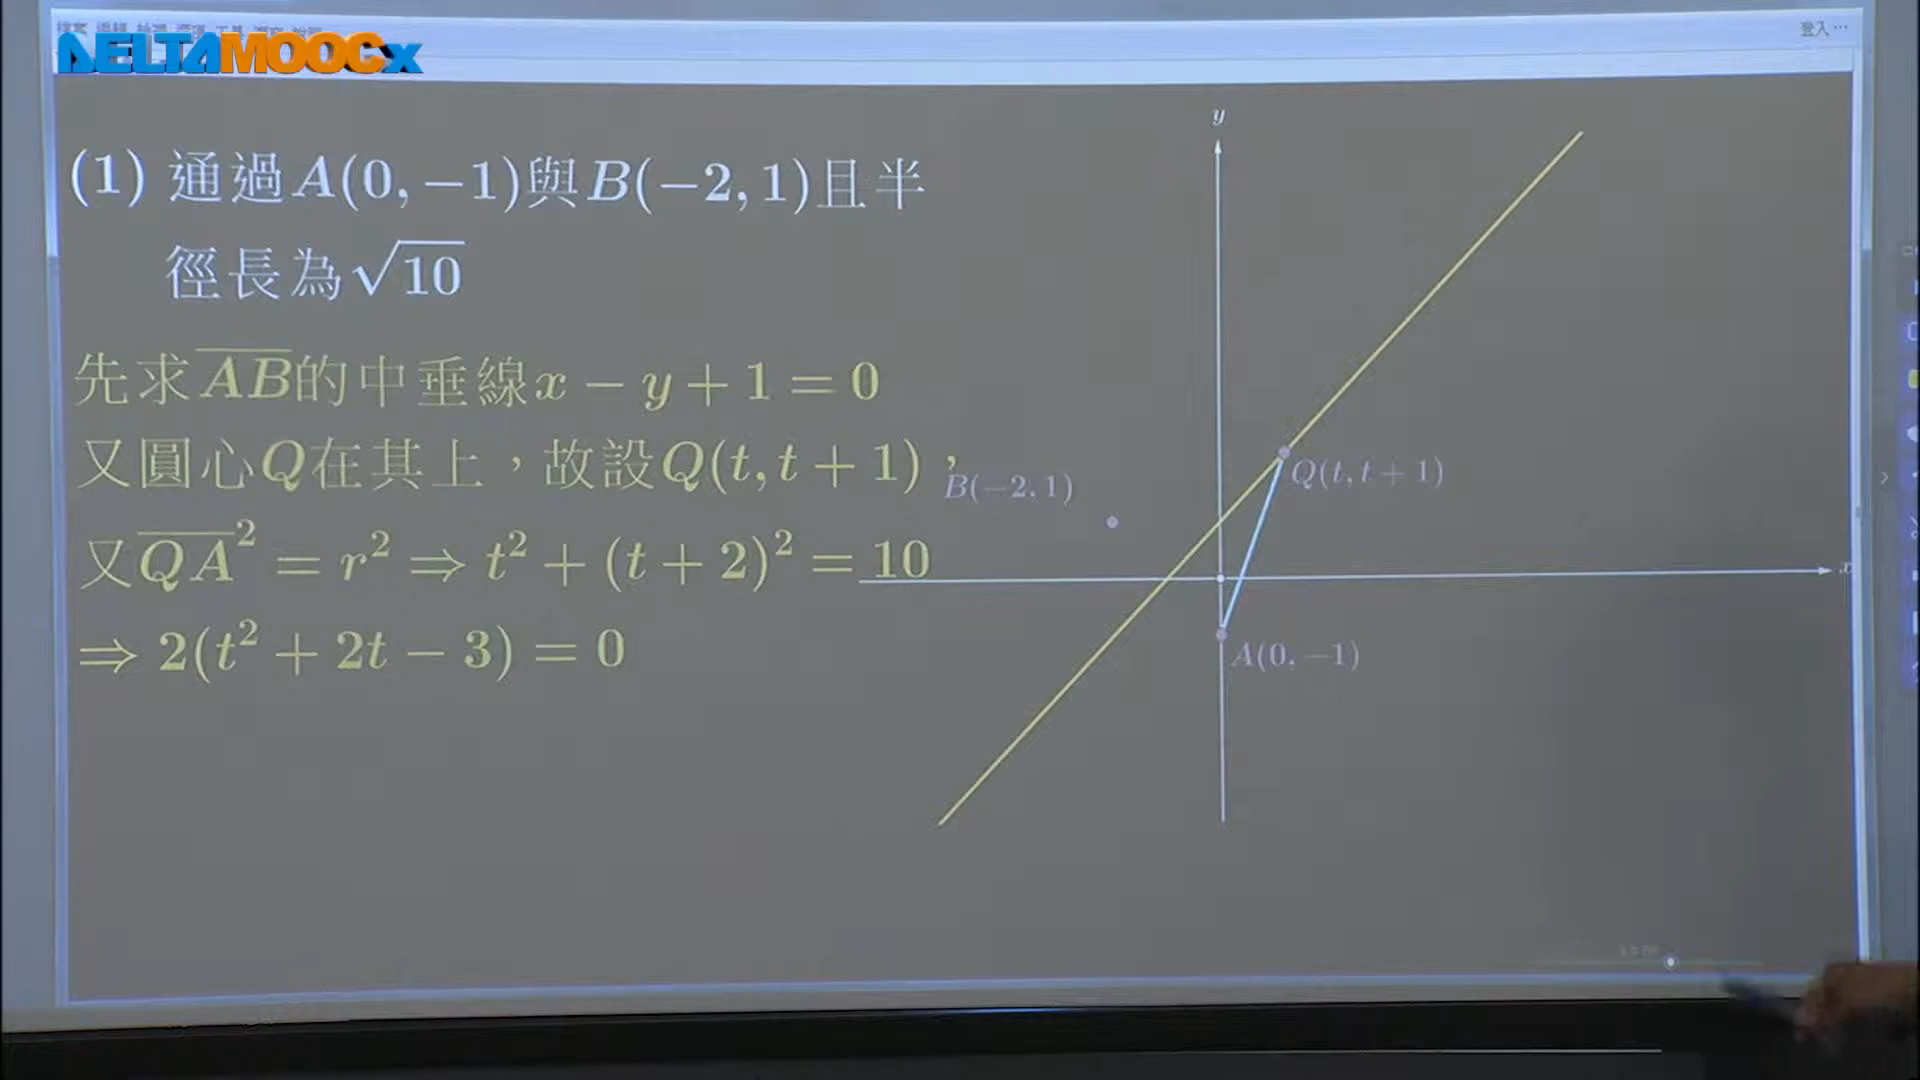 DELTAMOOCx
登入 ...
(1) 通過A(0, −1)與B(−2, 1)且半
徑長為√10
先求A̅B̅的中垂線x − y + 1 = 0
又圓心Q在其上，故設Q(t, t + 1)，
又Q̅A̅² = r² ⇒ t² + (t + 2)² = 10
⇒ 2(t² + 2t − 3) = 0
y
Q(t, t + 1)
B(−2, 1)
x
A(0, −1)